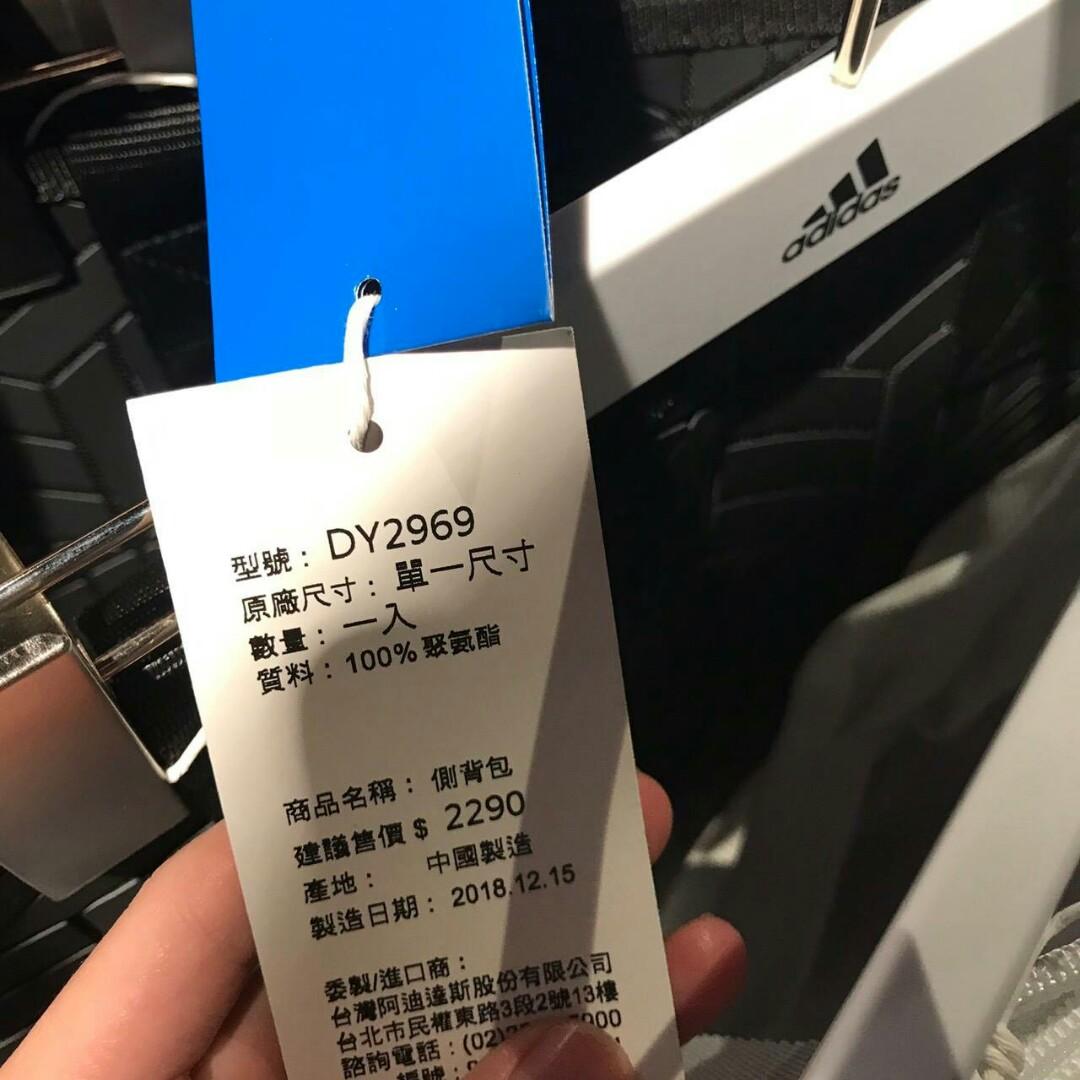 adidas
型號： DY2969
原廠尺寸： 單一尺寸
數量： 一入
質料： 100% 聚氨酯
商品名稱： 側背包
建議售價 $ 2290
產地： 中國製造
製造日期： 2018.12.15
委製/進口商：
台灣阿迪達斯股份有限公司
台北市民權東路3段2號13樓
諮詢電話：(02)
編號：